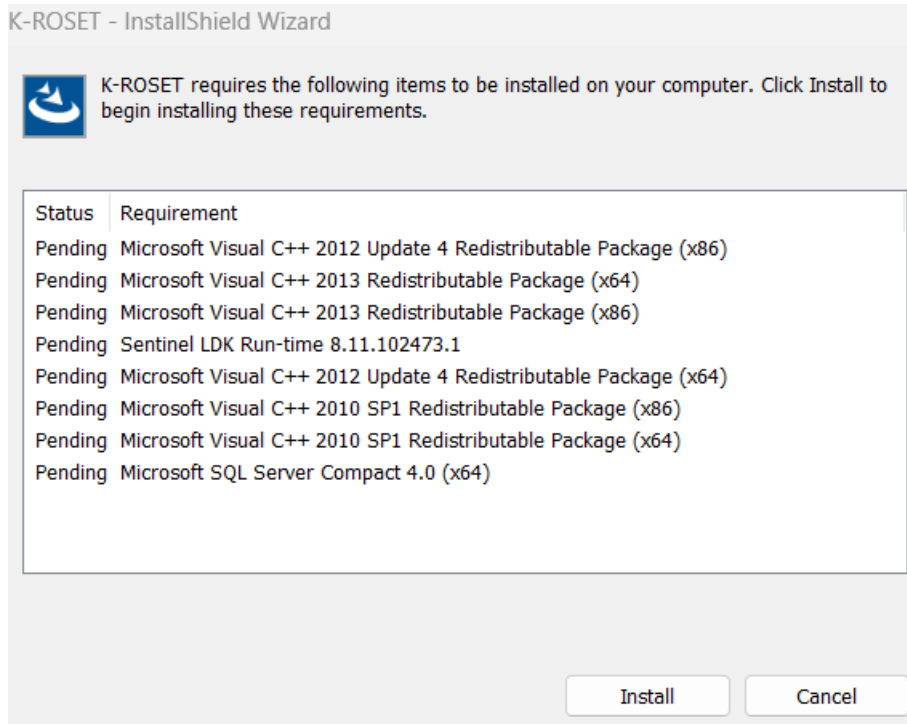 K-ROSET - InstallShield Wizard
K-ROSET requires the following items to be installed on your computer. Click Install to
begin installing these requirements.
Status Requirement
Pending Microsoft Visual C++ 2012 Update 4 Redistributable Package (x86)
Pending Microsoft Visual C++ 2013 Redistributable Package (x64)
Pending Microsoft Visual C++ 2013 Redistributable Package (x86)
Pending Sentinel LDK Run-time 8.11.102473.1
Pending Microsoft Visual C++ 2012 Update 4 Redistributable Package (x64)
Pending Microsoft Visual C++ 2010 SP1 Redistributable Package (x86)
Pending Microsoft Visual C++ 2010 SP1 Redistributable Package (x64)
Pending Microsoft SQL Server Compact 4.0 (x64)
Install Cancel